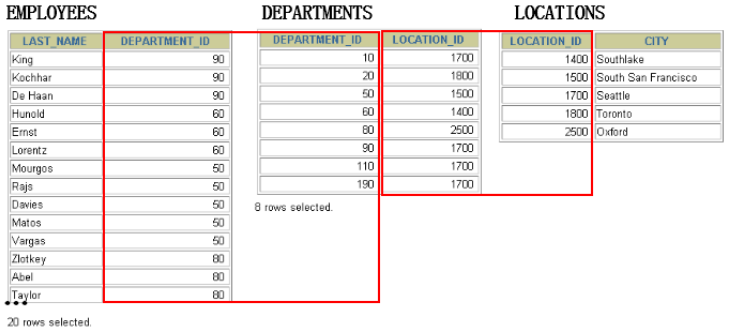 EMPLOYEES DEPARTMENTS LOCATIONS
LAST_NAME DEPARTMENT_ID
King 90
Kochhar 90
De Haan 90
Hunold 60
Ernst 60
Lorentz 60
Mourgos 50
Rajs 50
Davies 50
Matos 50
Vargas 50
Zlotkey 80
Abel 80
Taylor 80
...
20 rows selected.
DEPARTMENT_ID LOCATION_ID
10 1700
20 1800
50 1500
60 1400
80 2500
90 1700
110 1700
190 1700
8 rows selected.
LOCATION_ID CITY
1400 Southlake
1500 South San Francisco
1700 Seattle
1800 Toronto
2500 Oxford